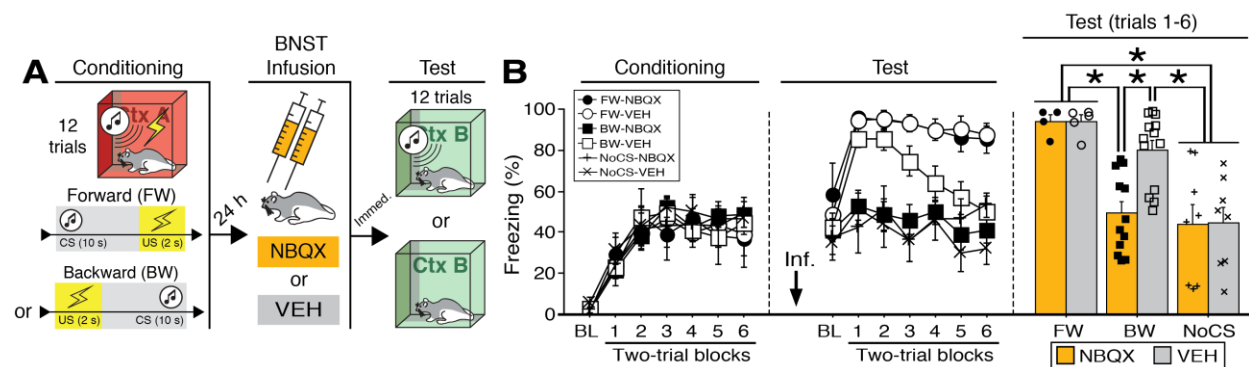 A
Conditioning
Ctx A
12
trials
Forward (FW)
CS (10 s)
US (2 s)
Backward (BW)
or
US (2 s)
CS (10 s)
24 h
BNST
Infusion
NBQX
or
VEH
Immed.
Test
12 trials
Ctx B
or
Ctx B
B
Conditioning
Test
Freezing (%)
100
80
60
40
20
0
FW-NBQX
FW-VEH
BW-NBQX
BW-VEH
NoCS-NBQX
NoCS-VEH
Inf.
BL 1 2 3 4 5 6
Two-trial blocks
BL 1 2 3 4 5 6
Two-trial blocks
Test (trials 1-6)
* * * *
FW BW NoCS
NBQX VEH